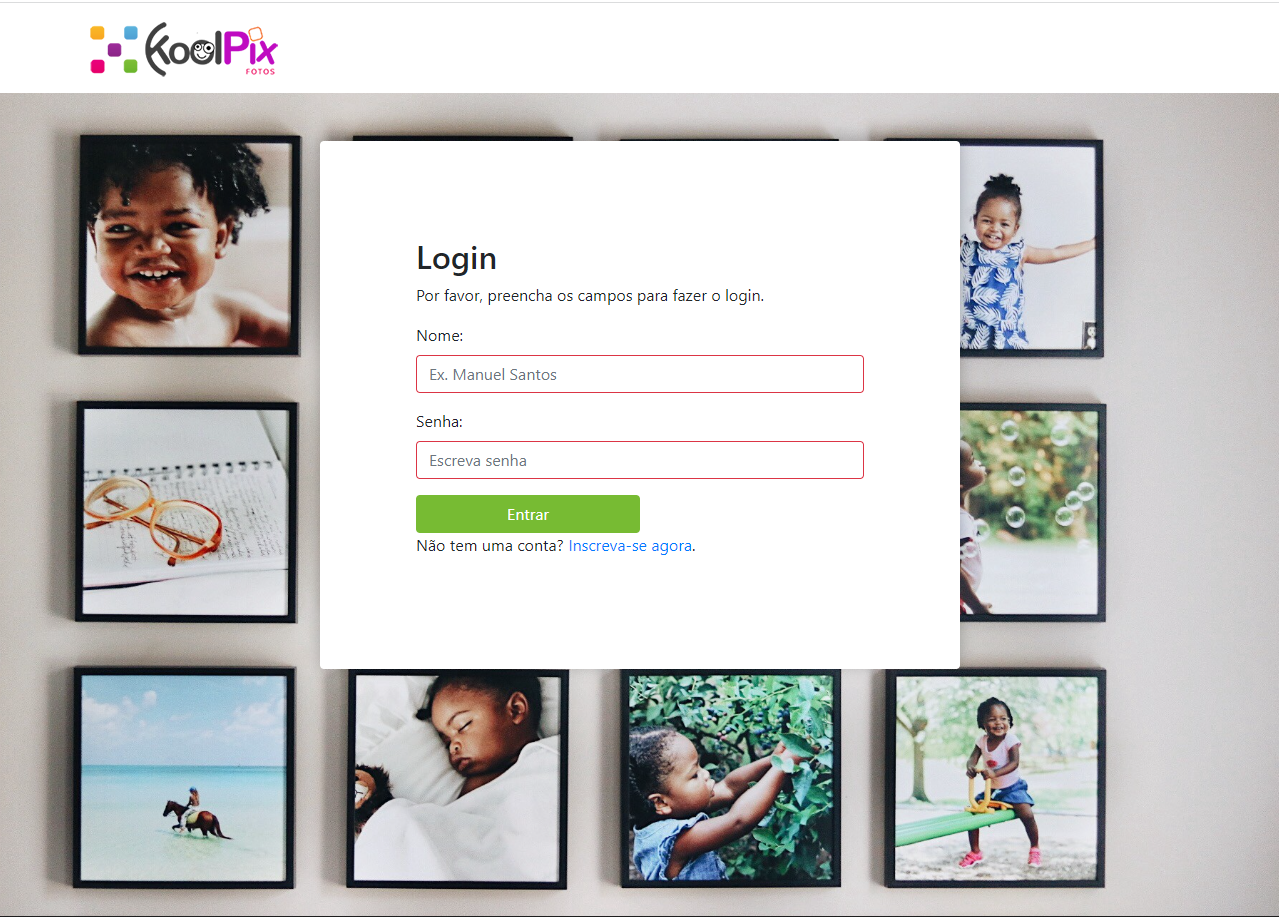 KoolPix
FOTOS
Login
Por favor, preencha os campos para fazer o login.
Nome:
Ex. Manuel Santos
Senha:
Escreva senha
Entrar
Não tem uma conta? Inscreva-se agora.